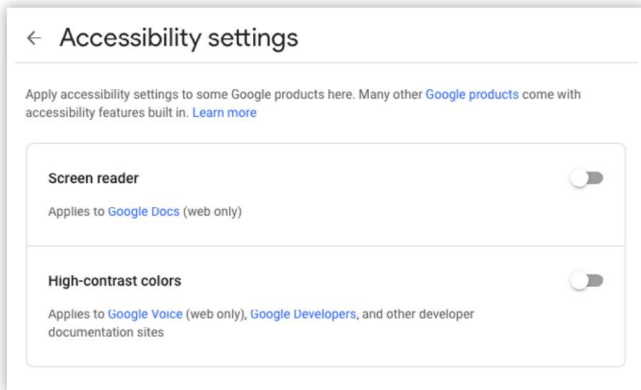 Accessibility settings
Apply accessibility settings to some Google products here. Many other Google products come with
accessibility features built in. Learn more
Screen reader
Applies to Google Docs (web only)
High-contrast colors
Applies to Google Voice (web only), Google Developers, and other developer
documentation sites